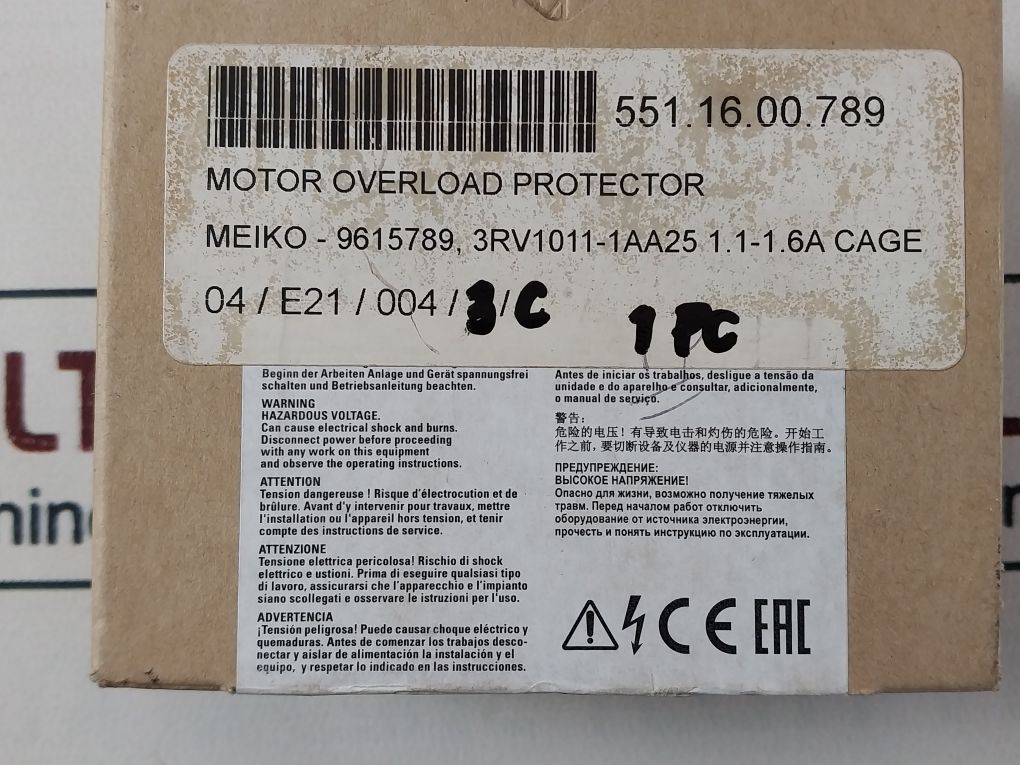 551.16.00.789
MOTOR OVERLOAD PROTECTOR
MEIKO - 9615789, 3RV1011-1AA25 1.1-1.6A CAGE
04 / E21 / 004 / 3 / C
1 PC
Beginn der Arbeiten Anlage und Gerät spannungsfrei
schalten und Betriebsanleitung beachten.
WARNING
HAZARDOUS VOLTAGE.
Can cause electrical shock and burns.
Disconnect power before proceeding
with any work on this equipment
and observe the operating instructions.
ATTENTION
Tension dangereuse ! Risque d'électrocution et de
brûlure. Avant d'y intervenir pour travaux, mettre
l'installation ou l'appareil hors tension, et tenir
compte des instructions de service.
ATTENZIONE
Tensione elettrica pericolosa! Rischio di shock
elettrico e ustioni. Prima di eseguire qualsiasi tipo
di lavoro, assicurarsi che l'apparecchio e l'impianto
siano scollegati e osservare le istruzioni per l'uso.
ADVERTENCIA
¡Tensión peligrosa! Puede causar choque eléctrico y
quemaduras. Antes de comenzar los trabajos desco-
nectar y aislar de alimentación la instalación y el
equipo, y respetar lo indicado en las instrucciones.
Antes de iniciar os trabalhos, desligue a tensão da
unidade e do aparelho e consultar, adicionalmente,
o manual de serviço.
警告:
危险的电压! 有导致电击和灼伤的危险。开始工
作之前, 要切断设备及仪器的电源并注意操作指南。
ПРЕДУПРЕЖДЕНИЕ:
ВЫСОКОЕ НАПРЯЖЕНИЕ!
Опасно для жизни, возможно получение тяжелых
травм. Перед началом работ отключить
оборудование от источника электроэнергии,
прочесть и понять инструкцию по эксплуатации.
CE EAC
LT
nin